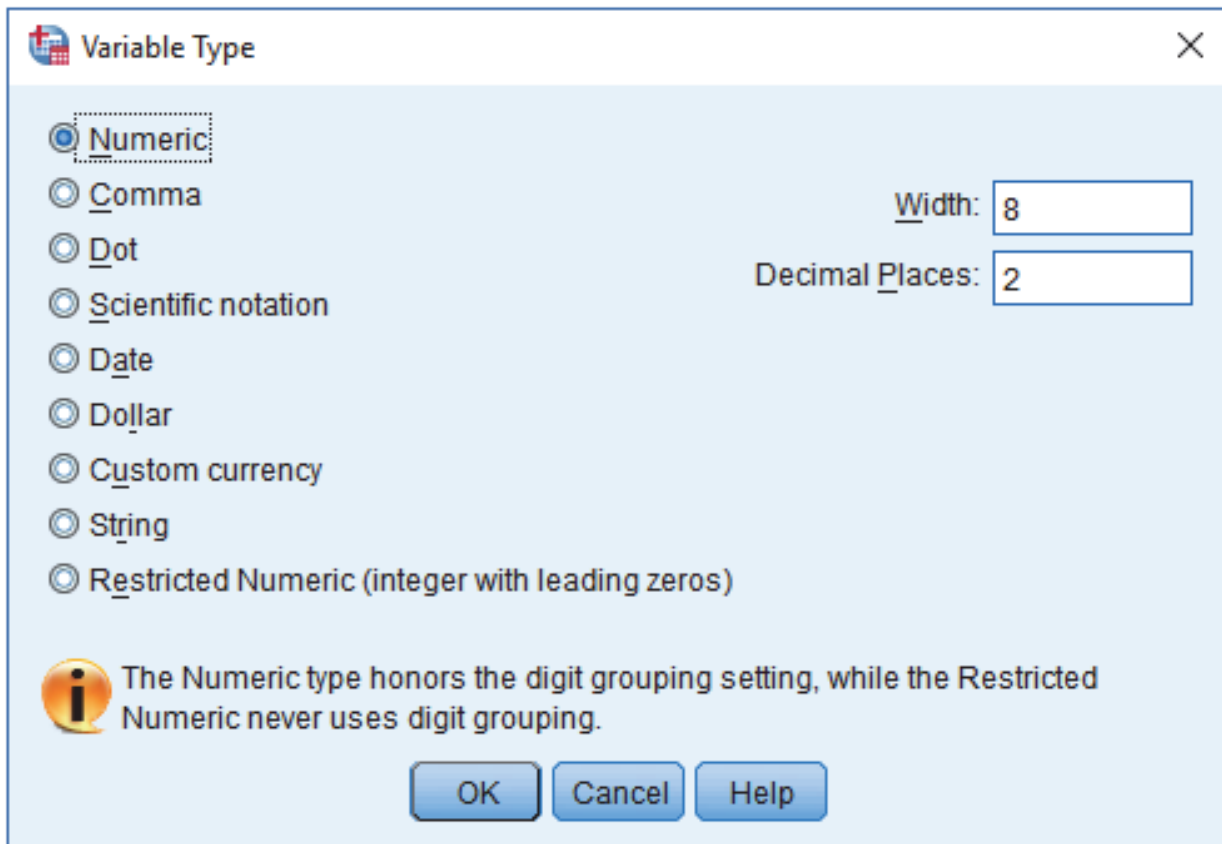 Variable Type
Numeric
Comma
Dot
Scientific notation
Date
Dollar
Custom currency
String
Restricted Numeric (integer with leading zeros)
Width: 8
Decimal Places: 2
The Numeric type honors the digit grouping setting, while the Restricted
Numeric never uses digit grouping.
OK Cancel Help